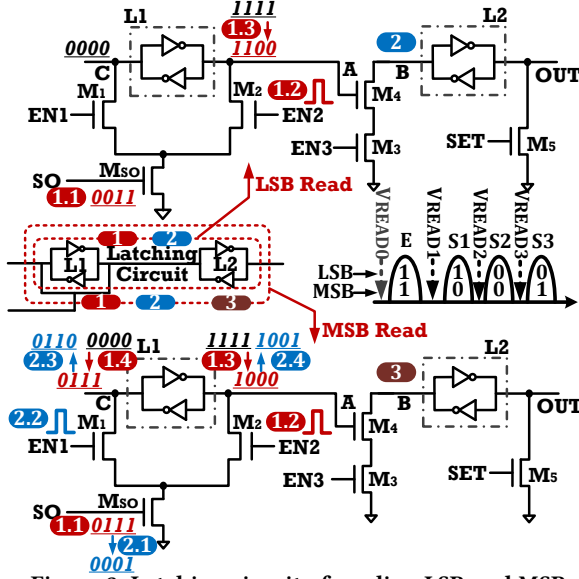 L1
1111
1.3
1100
0000
C
M1
EN1
M2
1.2
EN2
A
2
B
L2
OUT
M4
EN3
M3
SET
M5
MSO
SO
1.1 0011
LSB Read
1 2
L1 Latching Circuit L2
1 2 3
MSB Read
VREAD0
E
VREAD1
S1
VREAD2
S2
VREAD3
S3
LSB 1 1 0 0
MSB 1 0 0 1
0110 0000
2.3 1.4
0111
L1
1111 1001
1.3 2.4
1000
C
2.2
M1
EN1
M2
1.2
EN2
A
3
B
L2
OUT
M4
EN3
M3
SET
M5
MSO
SO
1.1 0111
2.1
0001